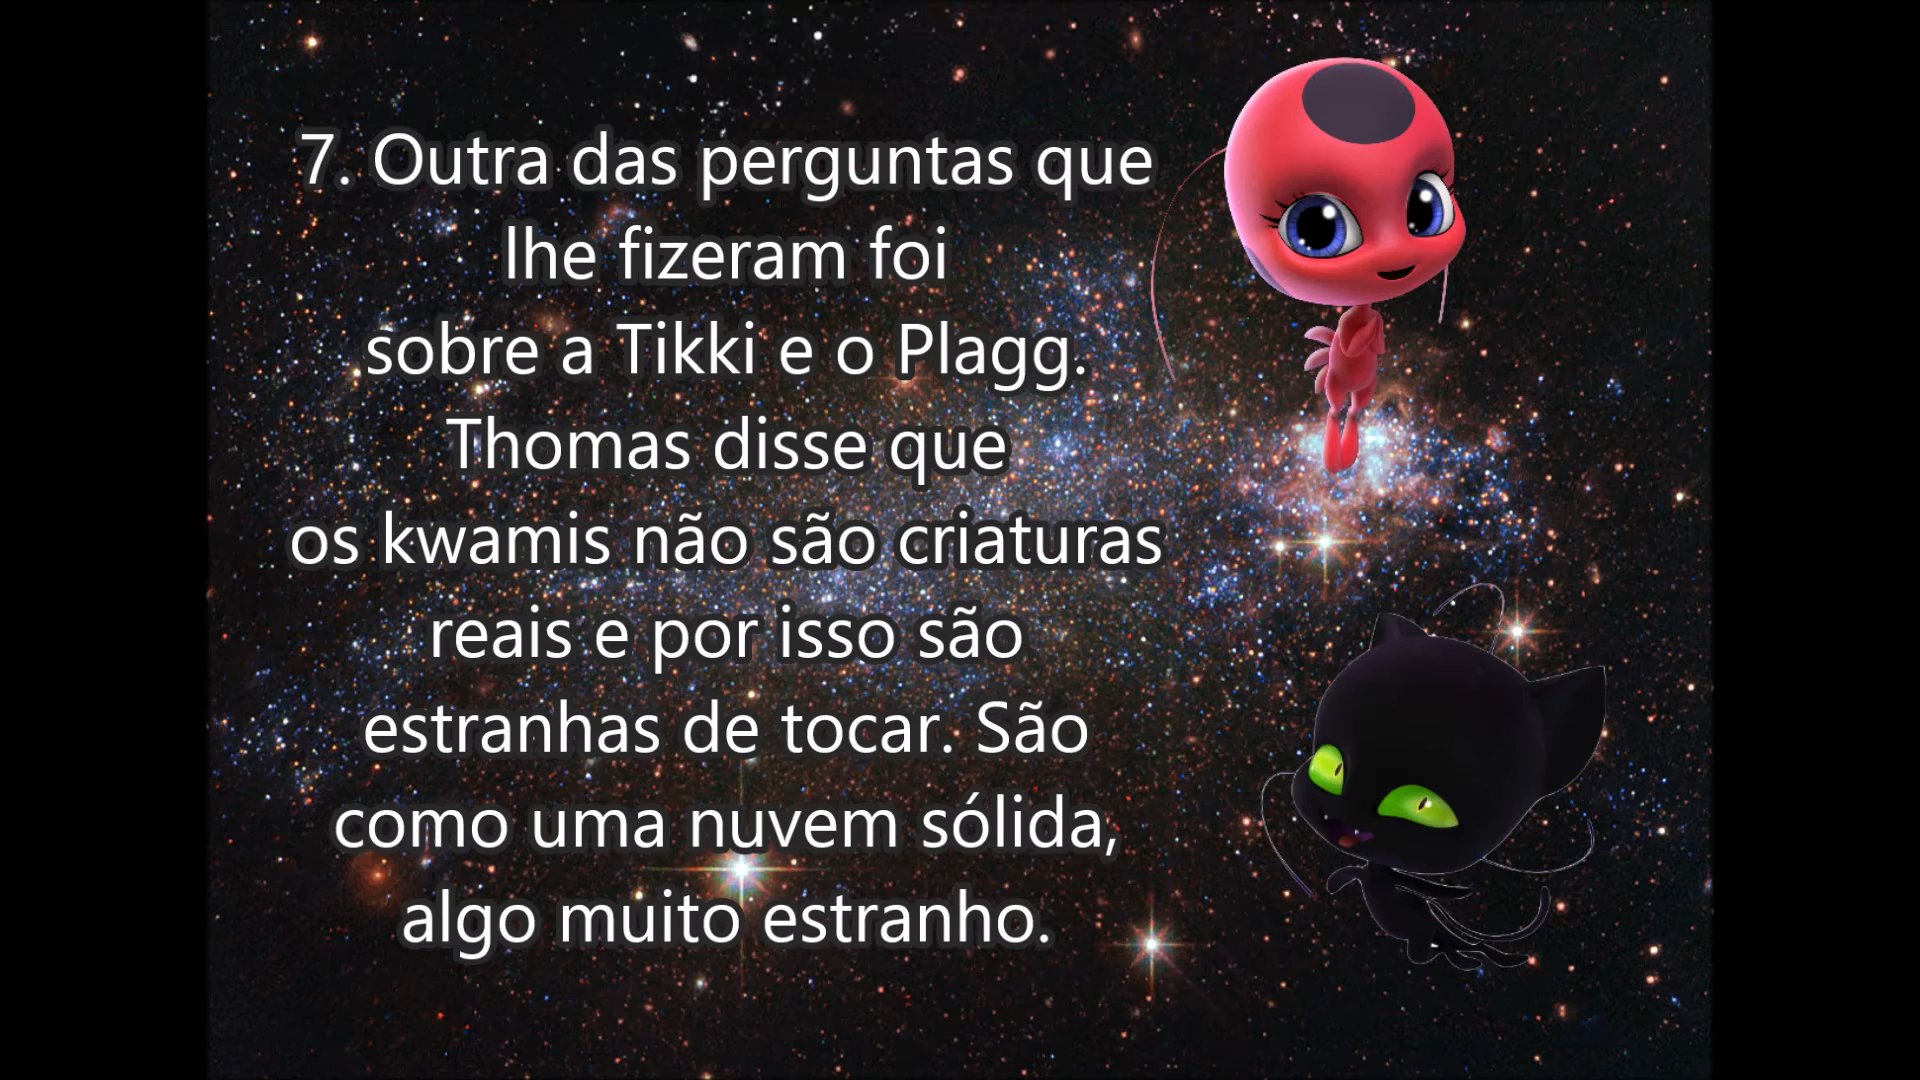 7. Outra das perguntas que
lhe fizeram foi
sobre a Tikki e o Plagg.
Thomas disse que
os kwamis não são criaturas
reais e por isso são
estranhas de tocar. São
como uma nuvem sólida,
algo muito estranho.